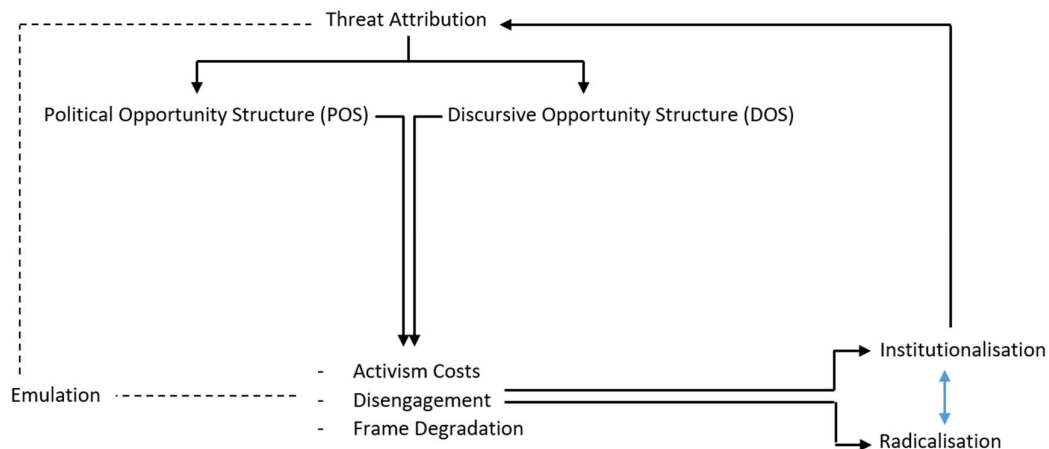 Threat Attribution
Political Opportunity Structure (POS)
Discursive Opportunity Structure (DOS)
- Activism Costs
- Disengagement
- Frame Degradation
Emulation
Institutionalisation
Radicalisation